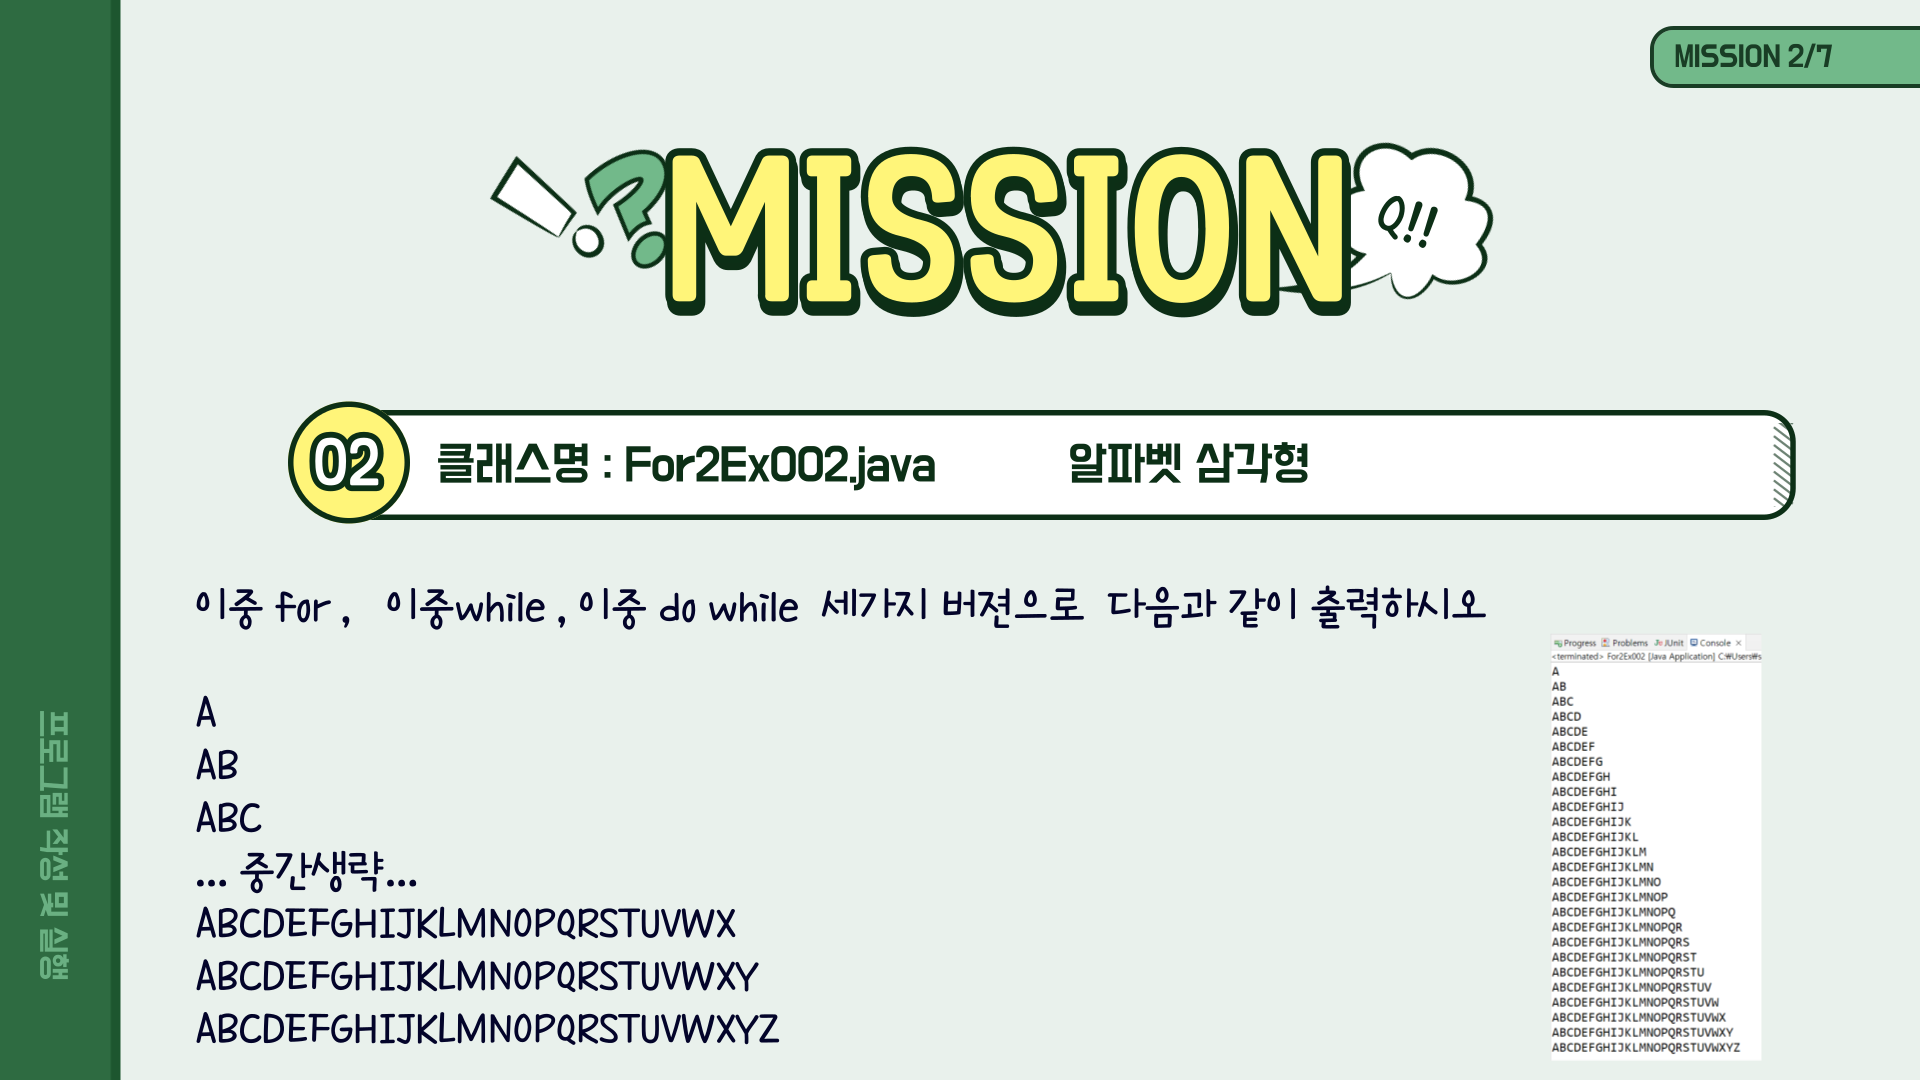 MISSION 2/7
MISSION
Q!!
02
클래스명 : For2Ex002.java 알파벳 삼각형
이중 for , 이중while , 이중 do while 세가지 버젼으로 다음과 같이 출력하시오
A
AB
ABC
... 중간생략...
ABCDEFGHIJKLMNOPQRSTUVWX
ABCDEFGHIJKLMNOPQRSTUVWXY
ABCDEFGHIJKLMNOPQRSTUVWXYZ
프로그램 작성 및 실행
Progress Problems JUnit Console
<terminated> For2Ex002 [Java Application] C:₩Users₩s
A
AB
ABC
ABCD
ABCDE
ABCDEF
ABCDEFG
ABCDEFGH
ABCDEFGHI
ABCDEFGHIJ
ABCDEFGHIJK
ABCDEFGHIJKL
ABCDEFGHIJKLM
ABCDEFGHIJKLMN
ABCDEFGHIJKLMNO
ABCDEFGHIJKLMNOP
ABCDEFGHIJKLMNOPQ
ABCDEFGHIJKLMNOPQR
ABCDEFGHIJKLMNOPQRS
ABCDEFGHIJKLMNOPQRST
ABCDEFGHIJKLMNOPQRSTU
ABCDEFGHIJKLMNOPQRSTUV
ABCDEFGHIJKLMNOPQRSTUVW
ABCDEFGHIJKLMNOPQRSTUVWX
ABCDEFGHIJKLMNOPQRSTUVWXY
ABCDEFGHIJKLMNOPQRSTUVWXYZ